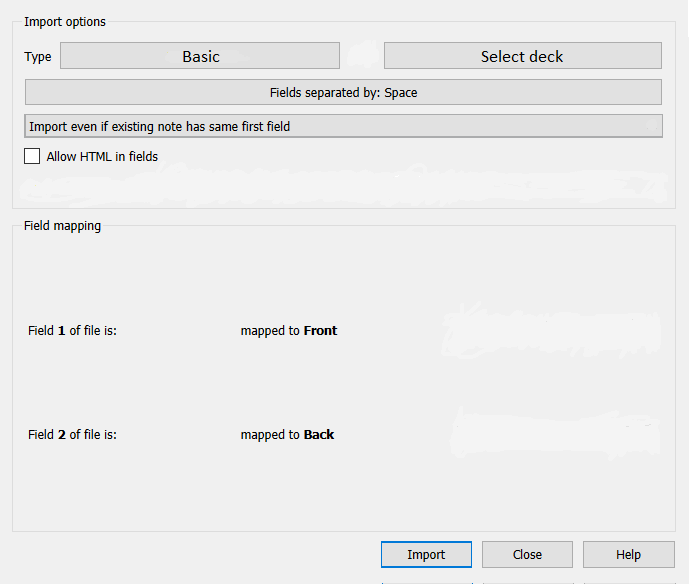 Import options
Type Basic Select deck
Fields separated by: Space
Import even if existing note has same first field
Allow HTML in fields
Field mapping
Field 1 of file is: mapped to Front
Field 2 of file is: mapped to Back
Import Close Help